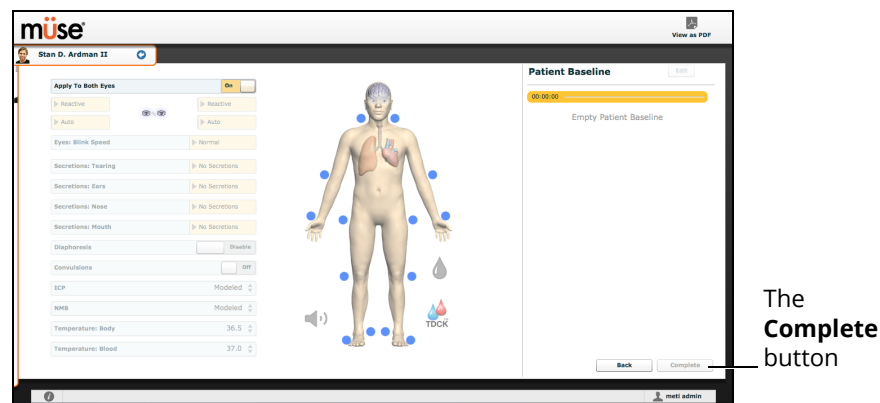 müse
View as PDF
Stan D. Ardman II
Apply To Both Eyes On
Reactive Reactive
Auto Auto
Eyes: Blink Speed Normal
Secretions: Tearing No Secretions
Secretions: Ears No Secretions
Secretions: Nose No Secretions
Secretions: Mouth No Secretions
Diaphoresis Disable
Convulsions Off
ICP Modeled
NMB Modeled
Temperature: Body 36.5
Temperature: Blood 37.0
TDCK
Patient Baseline Edit
00:00:00
Empty Patient Baseline
Back Complete
meti admin
The
Complete
button